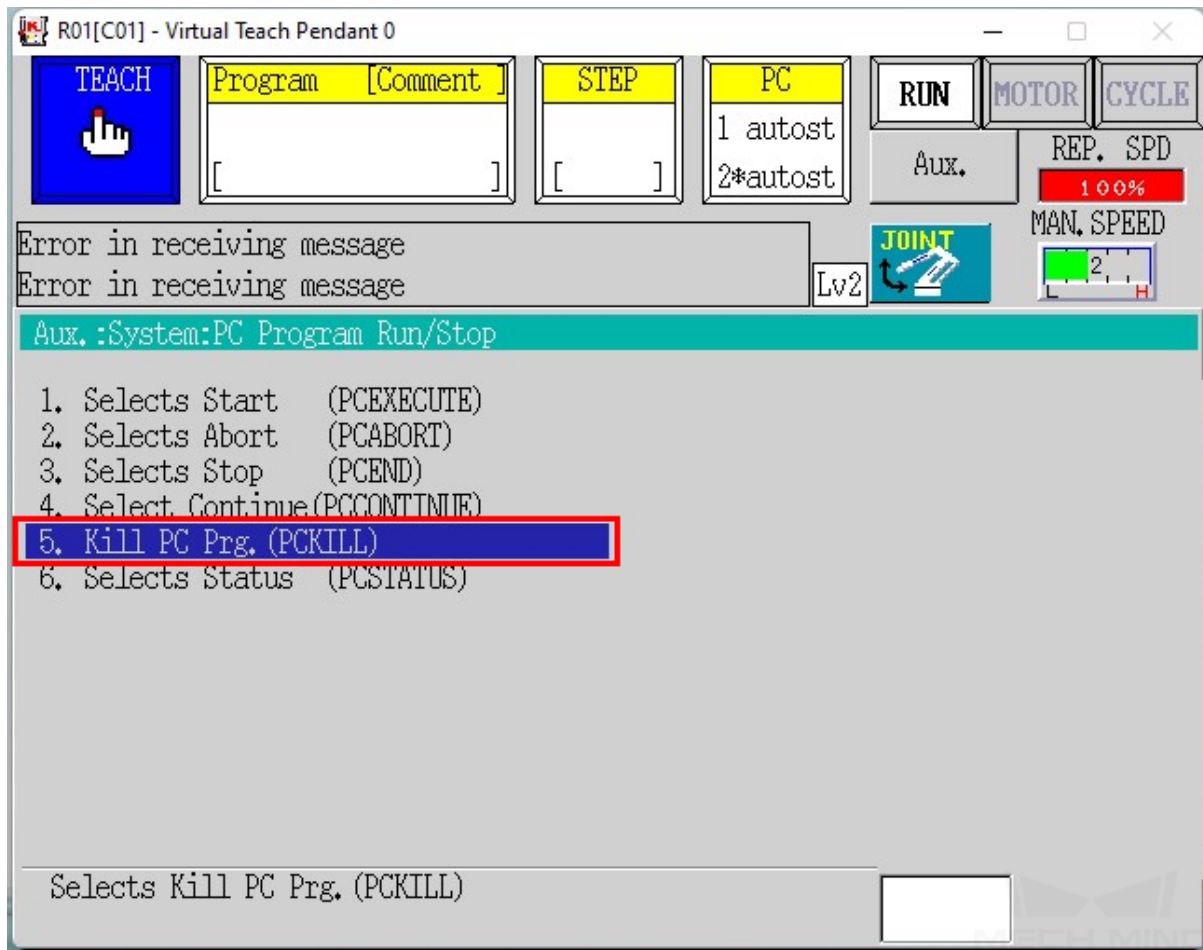 R01[C01] - Virtual Teach Pendant 0
TEACH
Program [Comment ]
[ ]
STEP
[ ]
PC
1 autost
2*autost
RUN
MOTOR
CYCLE
Aux.
REP. SPD
100%
MAN.SPEED
2
L H
Error in receiving message
Error in receiving message
Lv2
JOINT
Aux.:System:PC Program Run/Stop
1. Selects Start (PCEXECUTE)
2. Selects Abort (PCABORT)
3. Selects Stop (PCEND)
4. Select Continue(PCCONTINUE)
5. Kill PC Prg.(PCKILL)
6. Selects Status (PCSTATUS)
Selects Kill PC Prg.(PCKILL)
MECH MIND